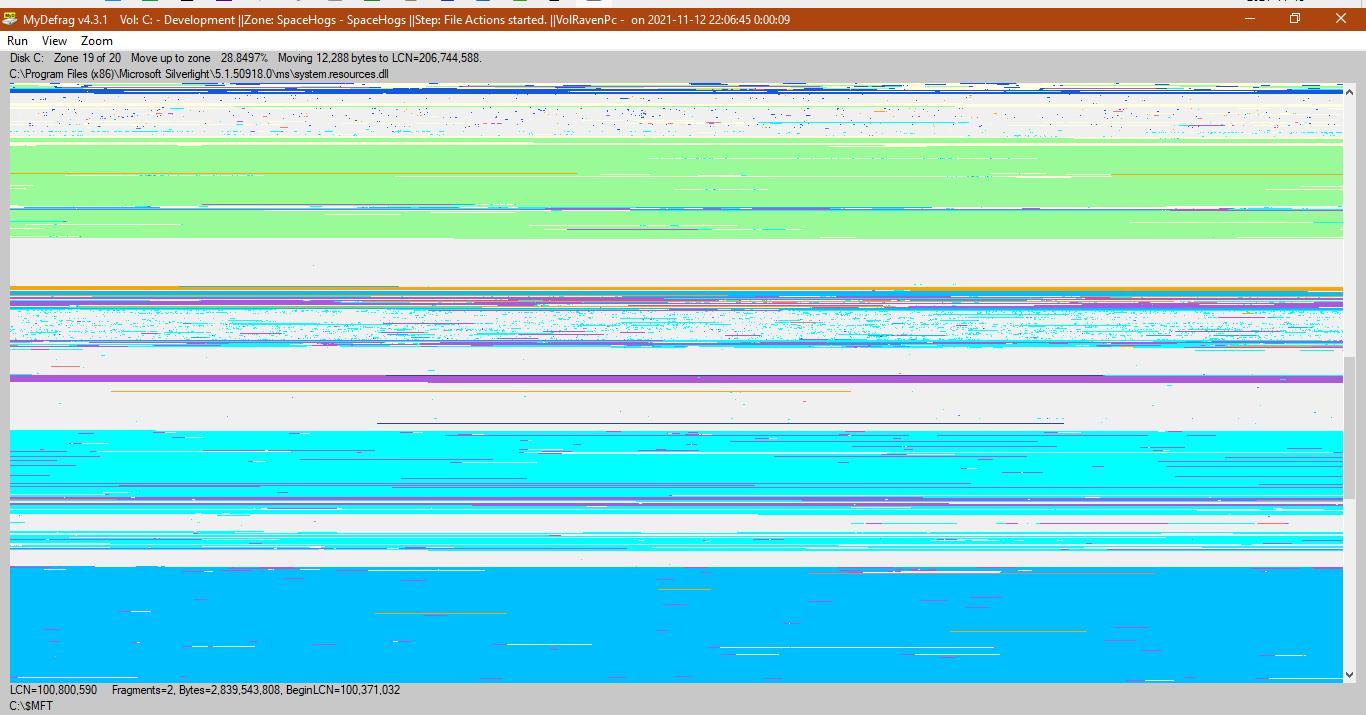 MyDefrag v4.3.1    Vol: C: - Development ||Zone: SpaceHogs - SpaceHogs ||Step: File Actions started. ||VolRavenPc -  on 2021-11-12 22:06:45 0:00:09
Run View Zoom
Disk C:   Zone 19 of 20   Move up to zone   28.8497%   Moving 12,288 bytes to LCN=206,744,588.
C:\Program Files (x86)\Microsoft Silverlight\5.1.50918.0\ms\system.resources.dll
LCN=100,800,590    Fragments=2, Bytes=2,839,543,808, BeginLCN=100,371,032
C:\$MFT